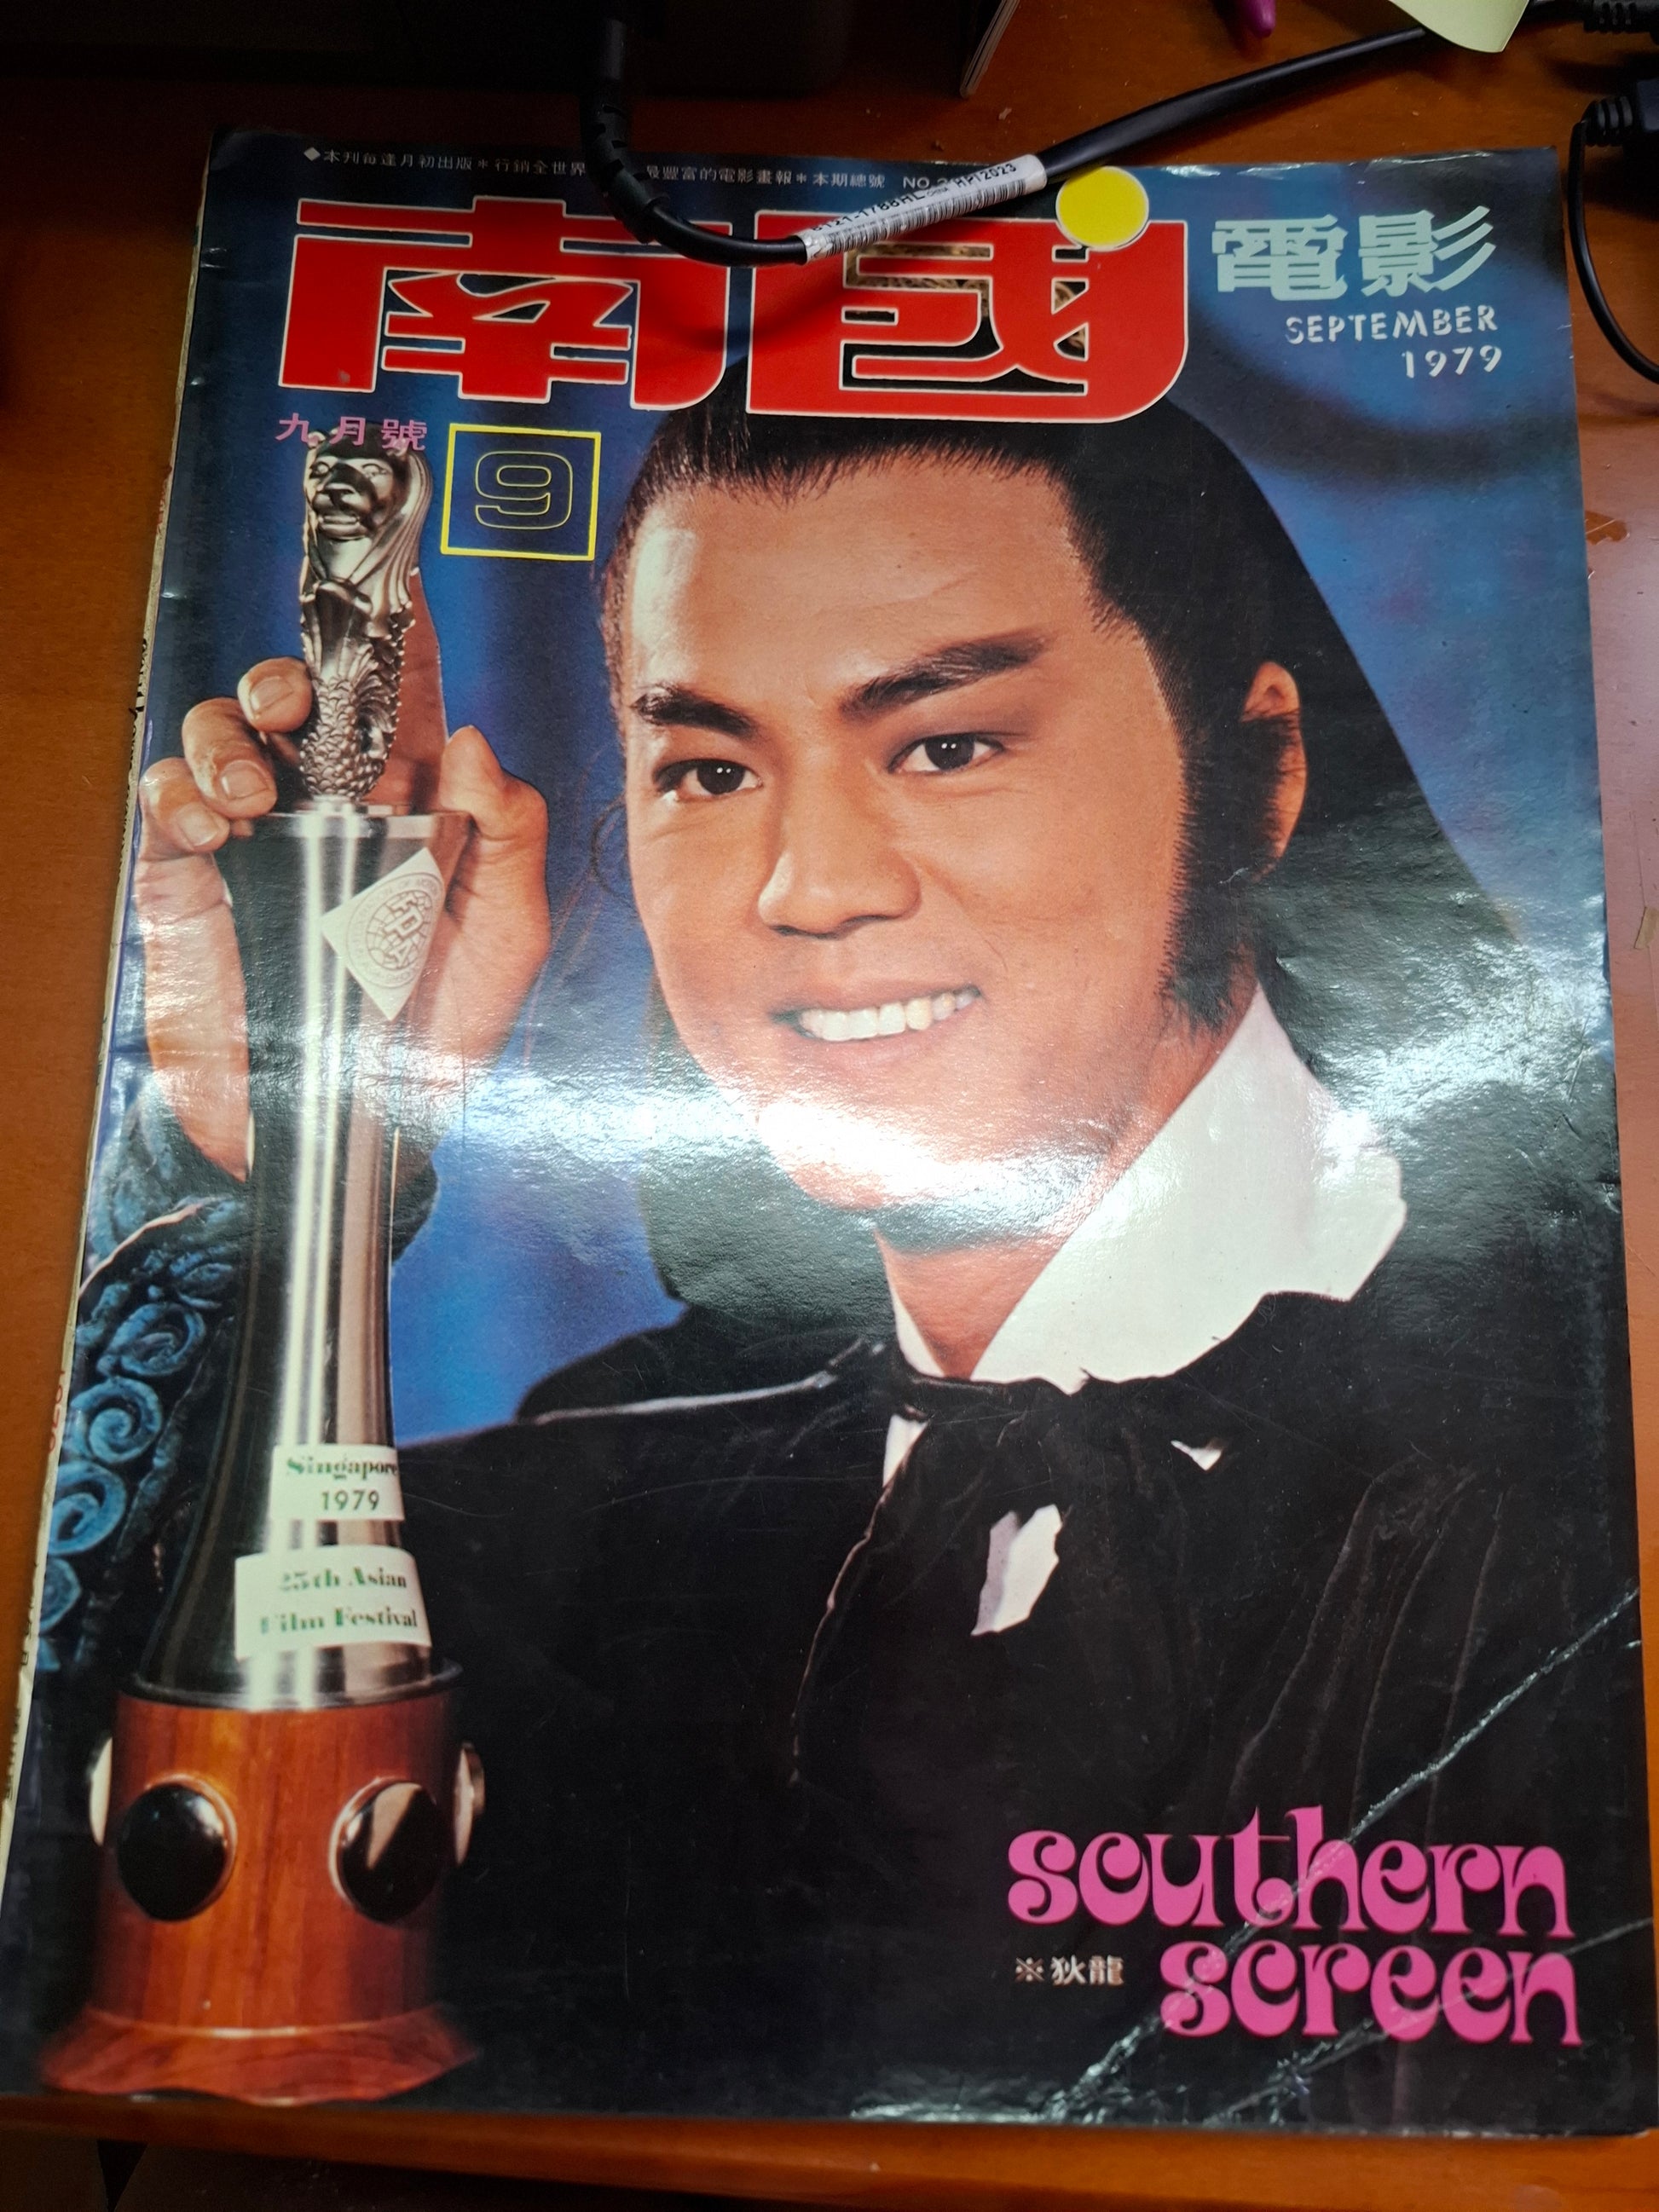 ◆本刊每逢月初出版＊行銷全世界 最豐富的電影畫報＊本期總號 NO.
HPI2023
南國
電影
SEPTEMBER
1979
九月號
9
Singapore
1979
25th Asian
Film Festival
southern
※狄龍
screen